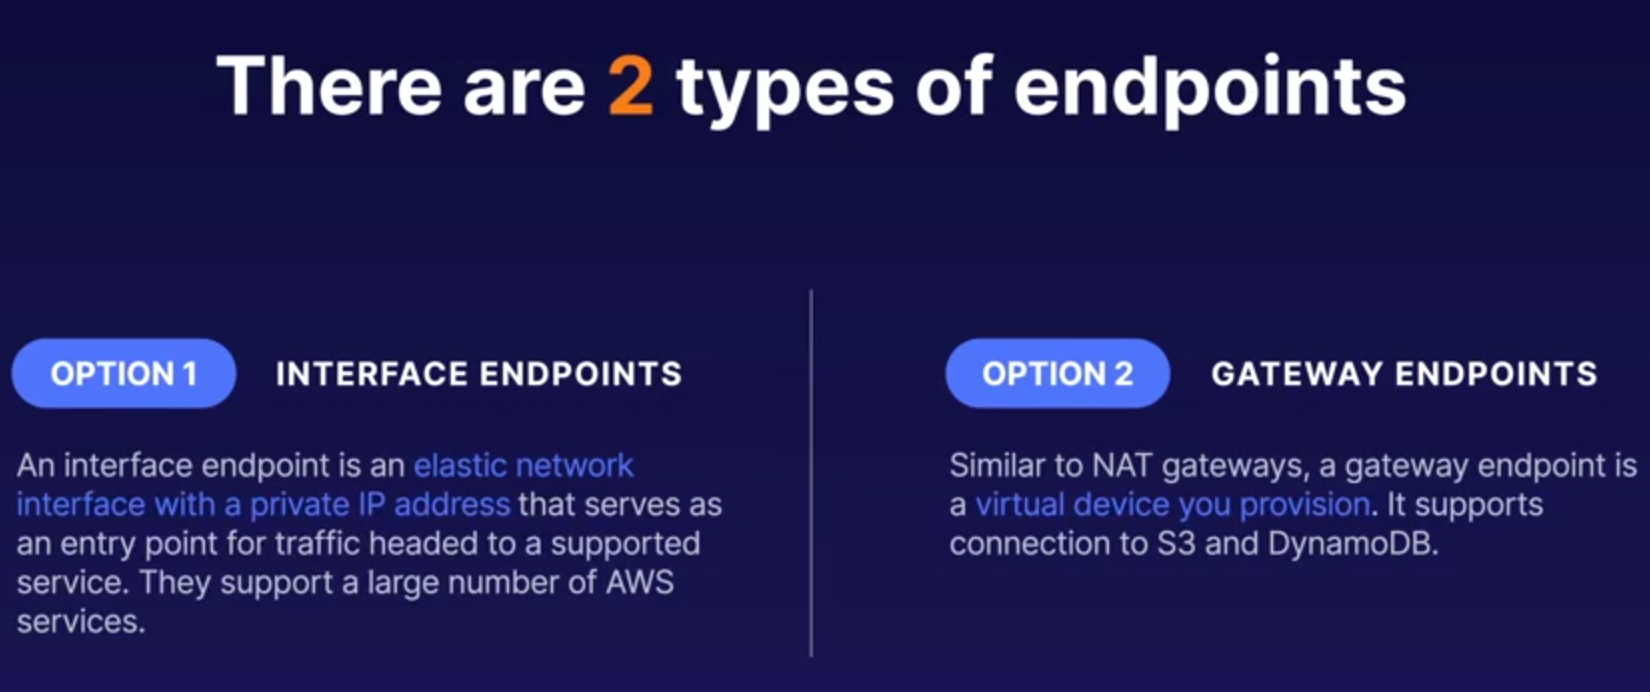 There are 2 types of endpoints
OPTION 1
INTERFACE ENDPOINTS
An interface endpoint is an elastic network
interface with a private IP address that serves as
an entry point for traffic headed to a supported
service. They support a large number of AWS
services.
OPTION 2
GATEWAY ENDPOINTS
Similar to NAT gateways, a gateway endpoint is
a virtual device you provision. It supports
connection to S3 and DynamoDB.